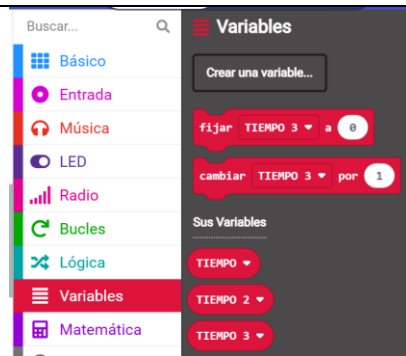 Buscar...
Básico
Entrada
Música
LED
Radio
Bucles
Lógica
Variables
Matemática
Variables
Crear una variable...
fijar TIEMPO 3 a 0
cambiar TIEMPO 3 por 1
Sus Variables
TIEMPO
TIEMPO 2
TIEMPO 3